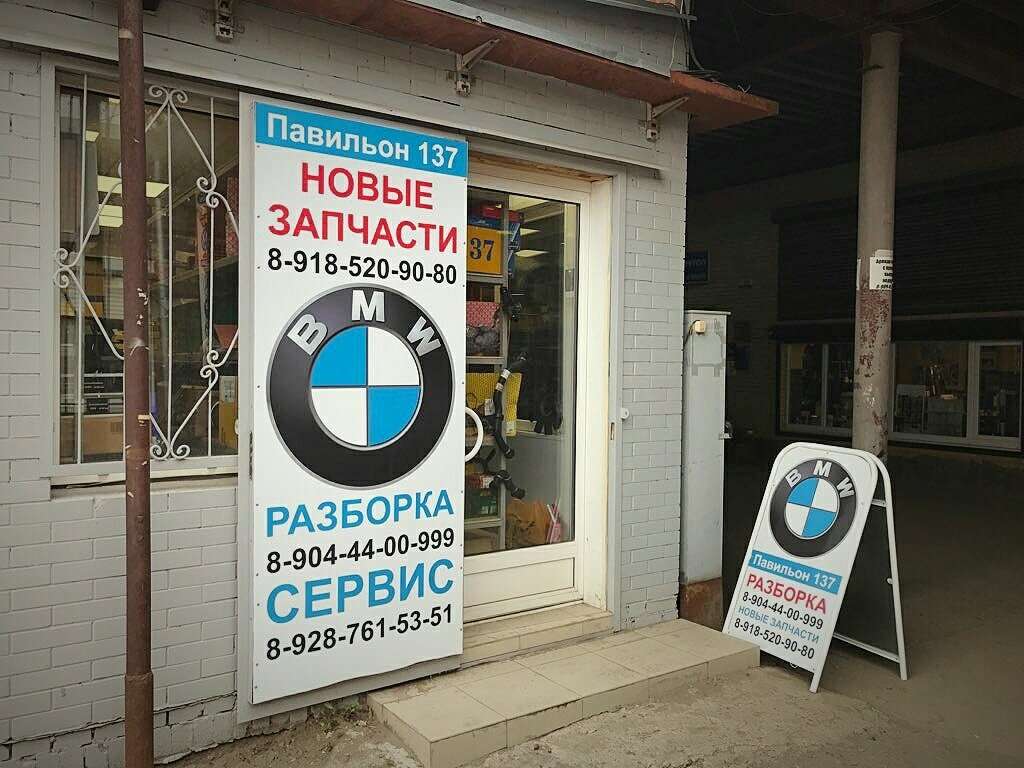 Павильон 137
НОВЫЕ
ЗАПЧАСТИ
8-918-520-90-80
BMW
РАЗБОРКА
8-904-44-00-999
СЕРВИС
8-928-761-53-51
37
BMW
Павильон 137
РАЗБОРКА
8-904-44-00-999
НОВЫЕ ЗАПЧАСТИ
8-918-520-90-80